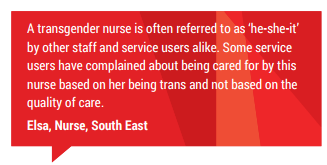 A transgender nurse is often referred to as ‘he-she-it’
by other staff and service users alike. Some service
users have complained about being cared for by this
nurse based on her being trans and not based on the
quality of care.
Elsa, Nurse, South East